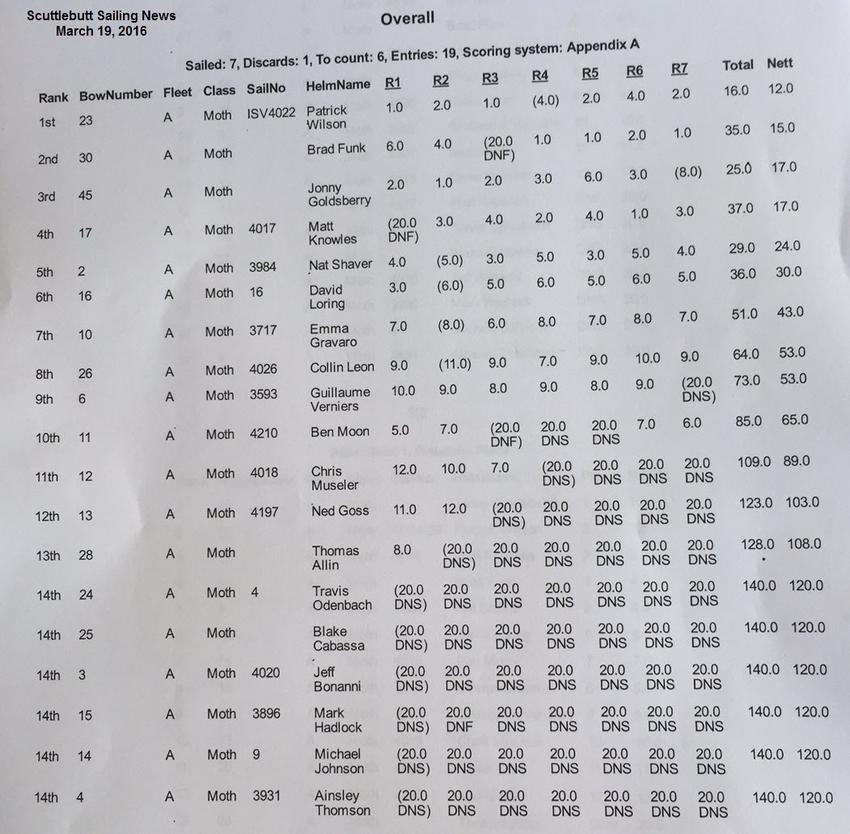 Scuttlebutt Sailing News
March 19, 2016
Overall
Sailed: 7, Discards: 1, To count: 6, Entries: 19, Scoring system: Appendix A
Rank BowNumber Fleet Class SailNo HelmName R1 R2 R3 R4 R5 R6 R7 Total Nett
1st 23 A Moth ISV4022 Patrick 1.0 2.0 1.0 (4.0) 2.0 4.0 2.0 16.0 12.0
Wilson
2nd 30 A Moth Brad Funk 6.0 4.0 (20.0 1.0 1.0 2.0 1.0 35.0 15.0
DNF)
3rd 45 A Moth Jonny 2.0 1.0 2.0 3.0 6.0 3.0 (8.0) 25.0 17.0
Goldsberry
4th 17 A Moth 4017 Matt (20.0 3.0 4.0 2.0 4.0 1.0 3.0 37.0 17.0
Knowles DNF)
5th 2 A Moth 3984 Nat Shaver 4.0 (5.0) 3.0 5.0 3.0 5.0 4.0 29.0 24.0
6th 16 A Moth 16 David 3.0 (6.0) 5.0 6.0 5.0 6.0 5.0 36.0 30.0
Loring
7th 10 A Moth 3717 Emma 7.0 (8.0) 6.0 8.0 7.0 8.0 7.0 51.0 43.0
Gravaro
8th 26 A Moth 4026 Collin Leon 9.0 (11.0) 9.0 7.0 9.0 10.0 9.0 64.0 53.0
9th 6 A Moth 3593 Guillaume 10.0 9.0 8.0 9.0 8.0 9.0 (20.0 73.0 53.0
Verniers DNS)
10th 11 A Moth 4210 Ben Moon 5.0 7.0 (20.0 20.0 20.0 7.0 6.0 85.0 65.0
DNF) DNS DNS
11th 12 A Moth 4018 Chris 12.0 10.0 7.0 (20.0 20.0 20.0 20.0 109.0 89.0
Museler DNS) DNS DNS DNS
12th 13 A Moth 4197 Ned Goss 11.0 12.0 (20.0 20.0 20.0 20.0 20.0 123.0 103.0
DNS) DNS DNS DNS DNS
13th 28 A Moth Thomas 8.0 (20.0 20.0 20.0 20.0 20.0 20.0 128.0 108.0
Allin DNS) DNS DNS DNS DNS DNS
14th 24 A Moth 4 Travis (20.0 20.0 20.0 20.0 20.0 20.0 20.0 140.0 120.0
Odenbach DNS) DNS DNS DNS DNS DNS DNS
14th 25 A Moth Blake (20.0 20.0 20.0 20.0 20.0 20.0 20.0 140.0 120.0
Cabassa DNS) DNS DNS DNS DNS DNS DNS
14th 3 A Moth 4020 Jeff (20.0 20.0 20.0 20.0 20.0 20.0 20.0 140.0 120.0
Bonanni DNS) DNS DNS DNS DNS DNS DNS
14th 15 A Moth 3896 Mark (20.0 20.0 20.0 20.0 20.0 20.0 20.0 140.0 120.0
Hadlock DNS) DNF DNS DNS DNS DNS DNS
14th 14 A Moth 9 Michael (20.0 20.0 20.0 20.0 20.0 20.0 20.0 140.0 120.0
Johnson DNS) DNS DNS DNS DNS DNS DNS
14th 4 A Moth 3931 Ainsley (20.0 20.0 20.0 20.0 20.0 20.0 20.0 140.0 120.0
Thomson DNS) DNS DNS DNS DNS DNS DNS